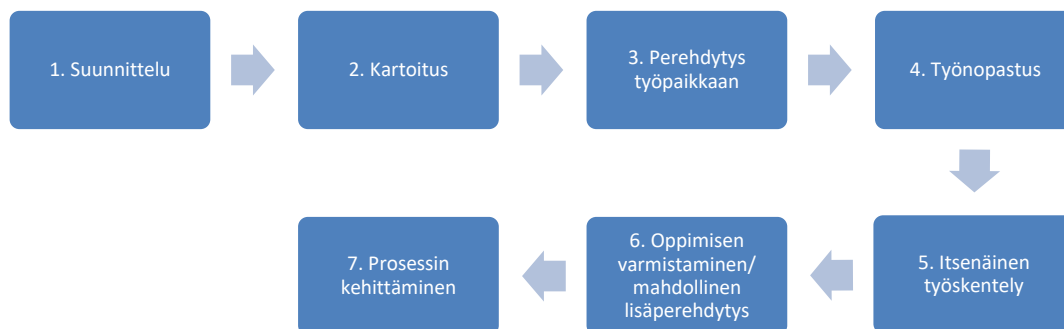 1. Suunnittelu
2. Kartoitus
3. Perehdytys
työpaikkaan
4. Työnopastus
5. Itsenäinen
työskentely
6. Oppimisen
varmistaminen/
mahdollinen
lisäperehdytys
7. Prosessin
kehittäminen